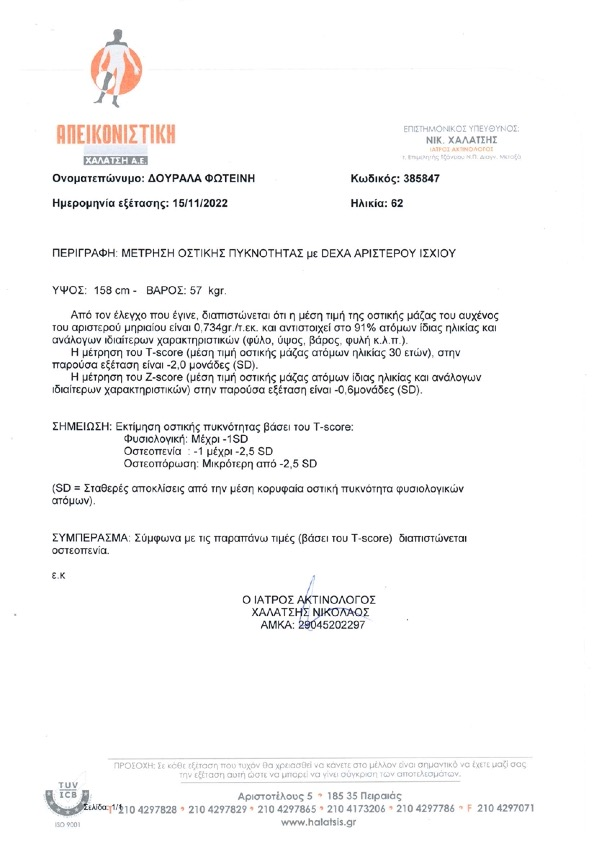 ΑΠΕΙΚΟΝΙΣΤΙΚΗ
ΧΑΛΑΤΣΗ Α.Ε.
ΕΠΙΣΤΗΜΟΝΙΚΟΣ ΥΠΕΥΘΥΝΟΣ:
ΝΙΚ. ΧΑΛΑΤΣΗΣ
ΙΑΤΡΟΣ ΑΚΤΙΝΟΛΟΓΟΣ
τ. Επιμελητής Τζάνειου Π.Π. Διαγν. Μεταξά
Ονοματεπώνυμο: ΔΟΥΡΑΛΑ ΦΩΤΕΙΝΗ Κωδικός: 385847
Ημερομηνία εξέτασης: 15/11/2022 Ηλικία: 62
ΠΕΡΙΓΡΑΦΗ: ΜΕΤΡΗΣΗ ΟΣΤΙΚΗΣ ΠΥΚΝΟΤΗΤΑΣ με DEXA ΑΡΙΣΤΕΡΟΥ ΙΣΧΙΟΥ
ΥΨΟΣ: 158 cm - ΒΑΡΟΣ: 57 kgr.
Από τον έλεγχο που έγινε, διαπιστώνεται ότι η μέση τιμή της οστικής μάζας του αυχένος
του αριστερού μηριαίου είναι 0,734gr./τ.εκ. και αντιστοιχεί στο 91% ατόμων ίδιας ηλικίας και
ανάλογων ιδιαίτερων χαρακτηριστικών (φύλο, ύψος, βάρος, φυλή κ.λ.π.).
Η μέτρηση του T-score (μέση τιμή οστικής μάζας ατόμων ηλικίας 30 ετών), στην
παρούσα εξέταση είναι -2,0 μονάδες (SD).
Η μέτρηση του Z-score (μέση τιμή οστικής μάζας ατόμων ίδιας ηλικίας και ανάλογων
ιδιαίτερων χαρακτηριστικών) στην παρούσα εξέταση είναι -0,6μονάδες (SD).
ΣΗΜΕΙΩΣΗ: Εκτίμηση οστικής πυκνότητας βάσει του T-score:
Φυσιολογική: Μέχρι -1SD
Οστεοπενία : -1 μέχρι -2,5 SD
Οστεοπόρωση: Μικρότερη από -2,5 SD
(SD = Σταθερές αποκλίσεις από την μέση κορυφαία οστική πυκνότητα φυσιολογικών
ατόμων).
ΣΥΜΠΕΡΑΣΜΑ: Σύμφωνα με τις παραπάνω τιμές (βάσει του T-score) διαπιστώνεται
οστεοπενία.
ε.κ
Ο ΙΑΤΡΟΣ ΑΚΤΙΝΟΛΟΓΟΣ
ΧΑΛΑΤΣΗΣ ΝΙΚΟΛΑΟΣ
ΑΜΚΑ: 29045202297
ΠΡΟΣΟΧΗ: Σε κάθε εξέταση που τυχόν θα χρειασθεί να κάνετε στο μέλλον είναι σημαντικό να έχετε μαζί σας
την εξέταση αυτή ώστε να μπορεί να γίνει σύγκριση των αποτελεσμάτων.
TUV
ICB
ISO 9001
Αριστοτέλους 5 * 185 35 Πειραιάς
Σελίδα: 1/1
T 210 4297828 * 210 4297829 * 210 4297865 * 210 4173206 * 210 4297786 * F 210 4297071
www.halatsis.gr